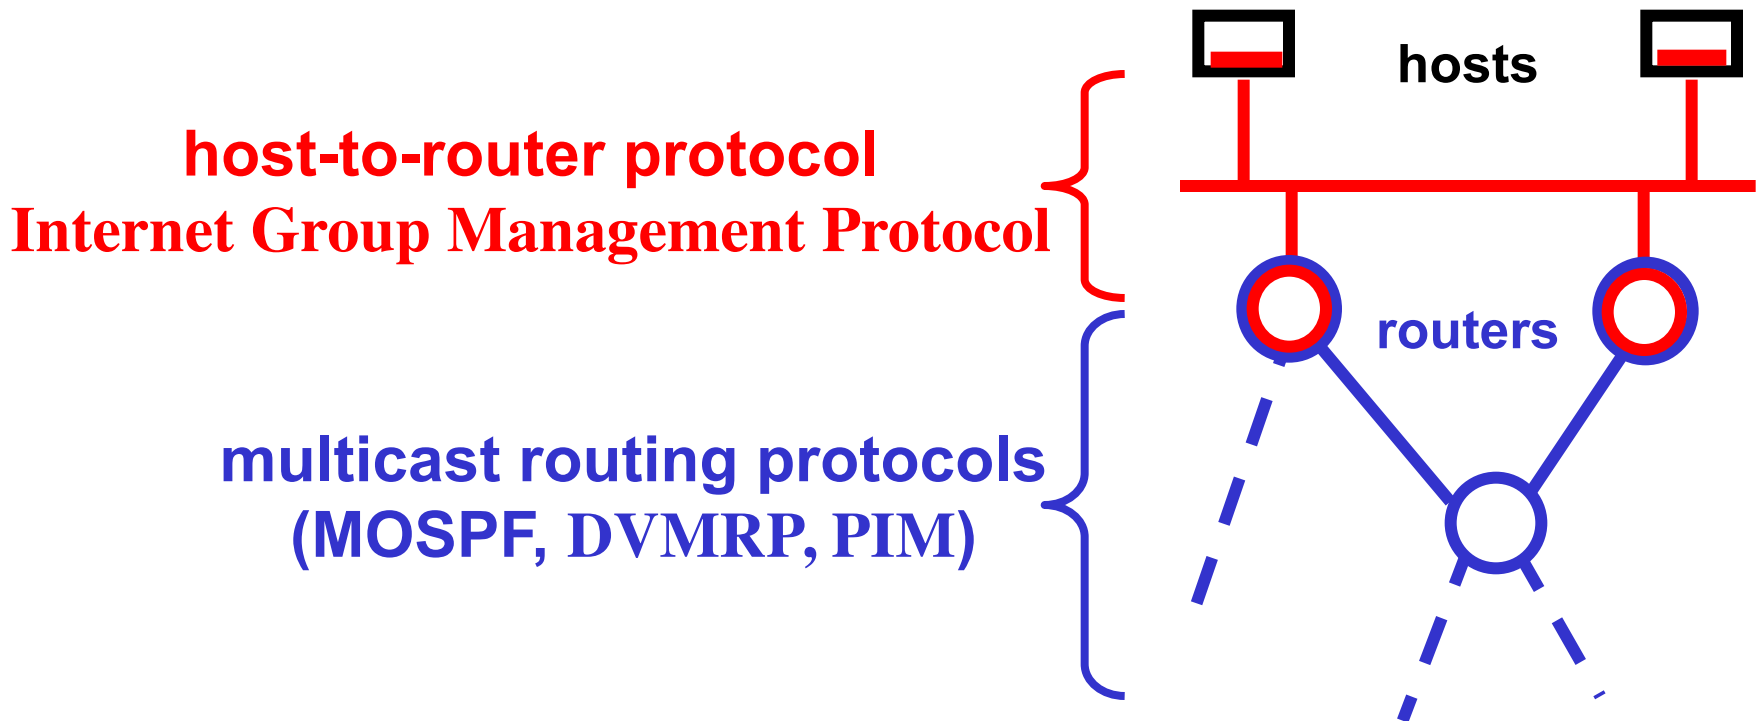 hosts
host-to-router protocol
Internet Group Management Protocol
routers
multicast routing protocols
(MOSPF, DVMRP, PIM)